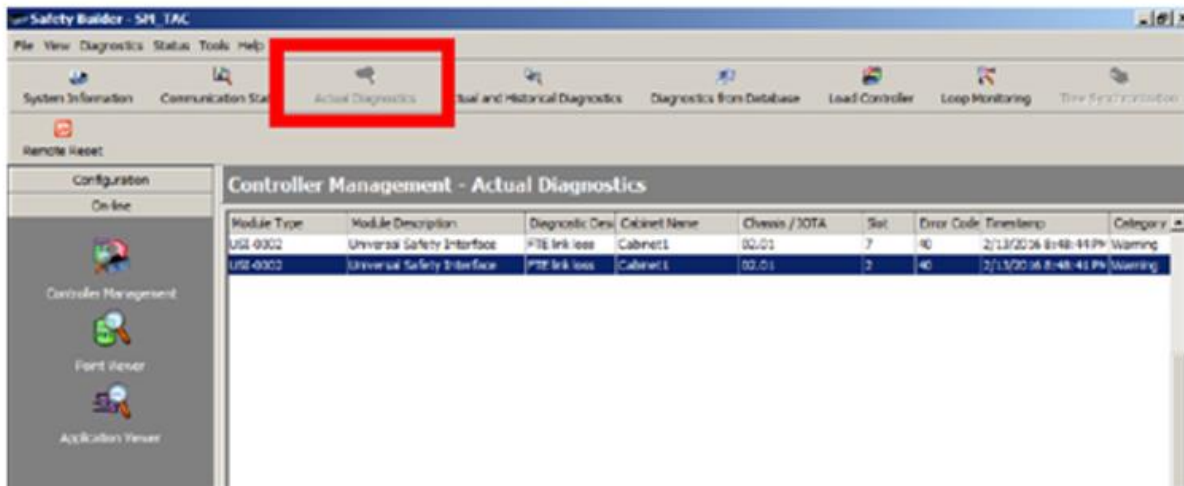 Safety Builder - SM_TAC
File View Diagnostics Status Tools Help
System Information Communication Stat Actual Diagnostics ctual and Historical Diagnostics Diagnostics from Database Load Controller Loop Monitoring Time Synchronization
Remote Reset
Configuration
On-line
Controller Management
Point Viewer
Application Viewer
Controller Management - Actual Diagnostics
Module Type Module Description Diagnostic Desc Cabinet Name Chassis / IOTA Slot Error Code Timestamp Category
USI-0002 Universal Safety Interface FTE link loss Cabinet1 02.01 7 40 2/13/2016 8:48:44 PM Warning
USI-0002 Universal Safety Interface FTE link loss Cabinet1 02.01 2 40 2/13/2016 8:48:41 PM Warning